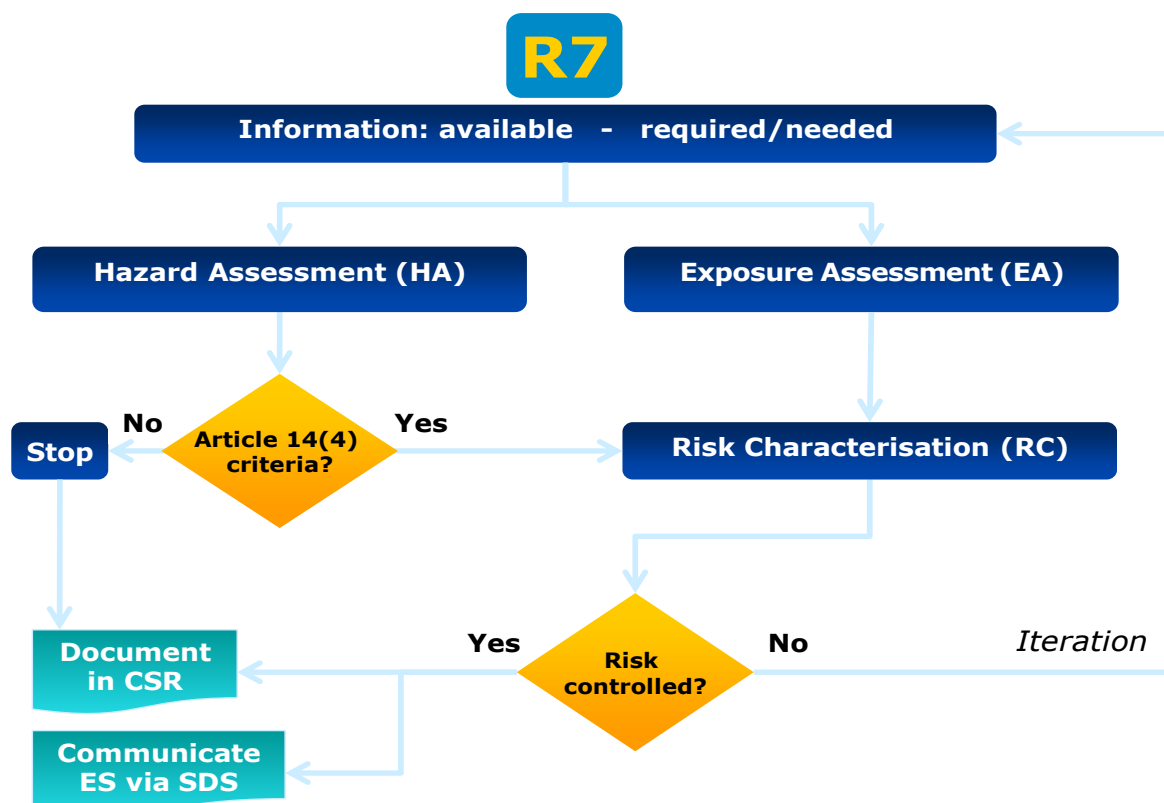 R7
Information: available - required/needed
Hazard Assessment (HA)
Exposure Assessment (EA)
No
Yes
Stop
Article 14(4)
criteria?
Risk Characterisation (RC)
Document
in CSR
Yes
No
Iteration
Risk
controlled?
Communicate
ES via SDS